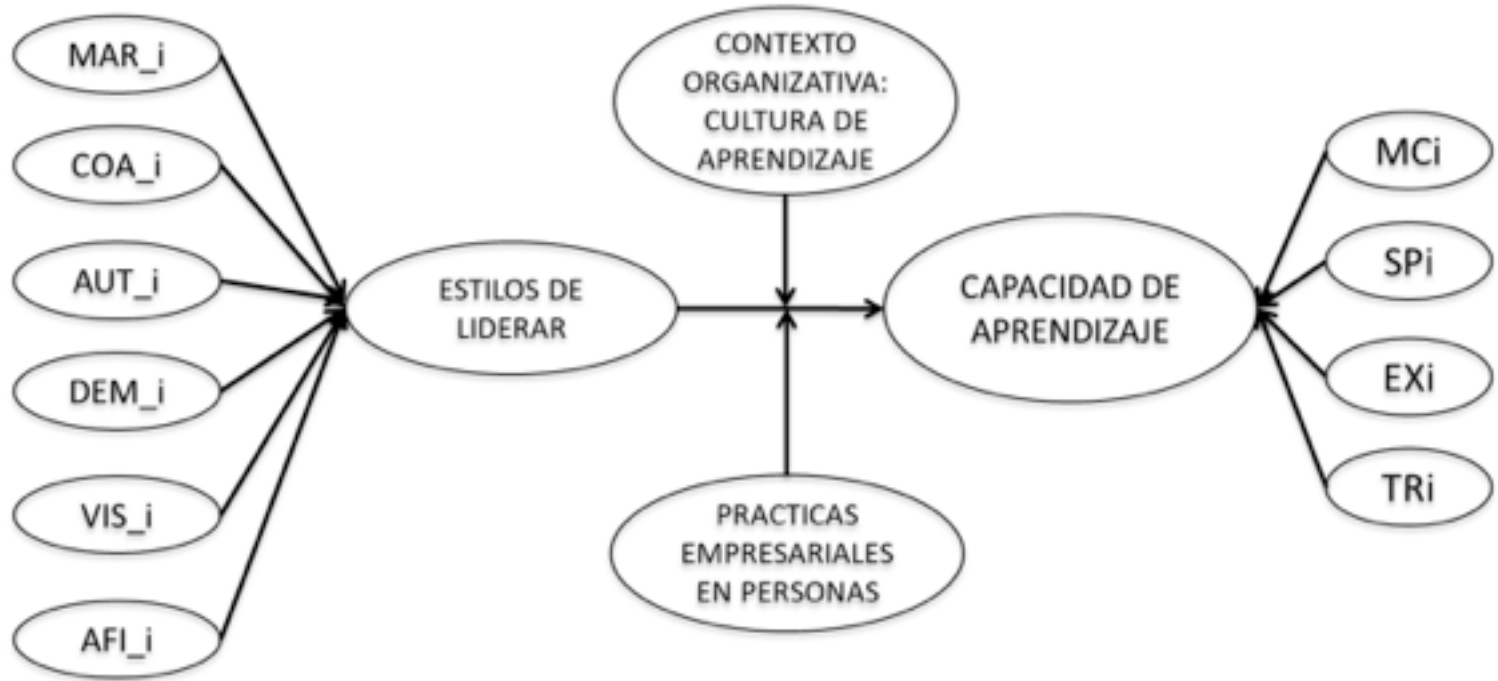 MAR_i
COA_i
AUT_i
DEM_i
VIS_i
AFI_i
ESTILOS DE
LIDERAR
CONTEXTO
ORGANIZATIVA:
CULTURA DE
APRENDIZAJE
PRACTICAS
EMPRESARIALES
EN PERSONAS
CAPACIDAD DE
APRENDIZAJE
MCi
SPi
EXi
TRi